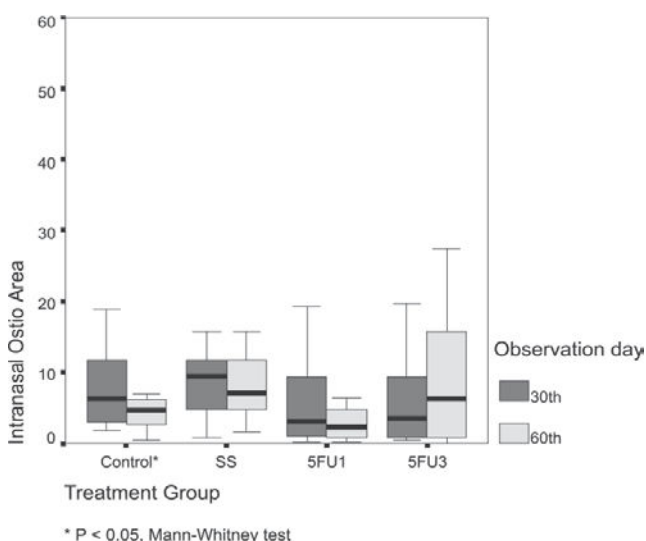 60
50
40
30
20
10
0
Intranasal Ostio Area
Control* SS 5FU1 5FU3
Treatment Group
Observation day
30th
60th
* P < 0.05, Mann-Whitney test